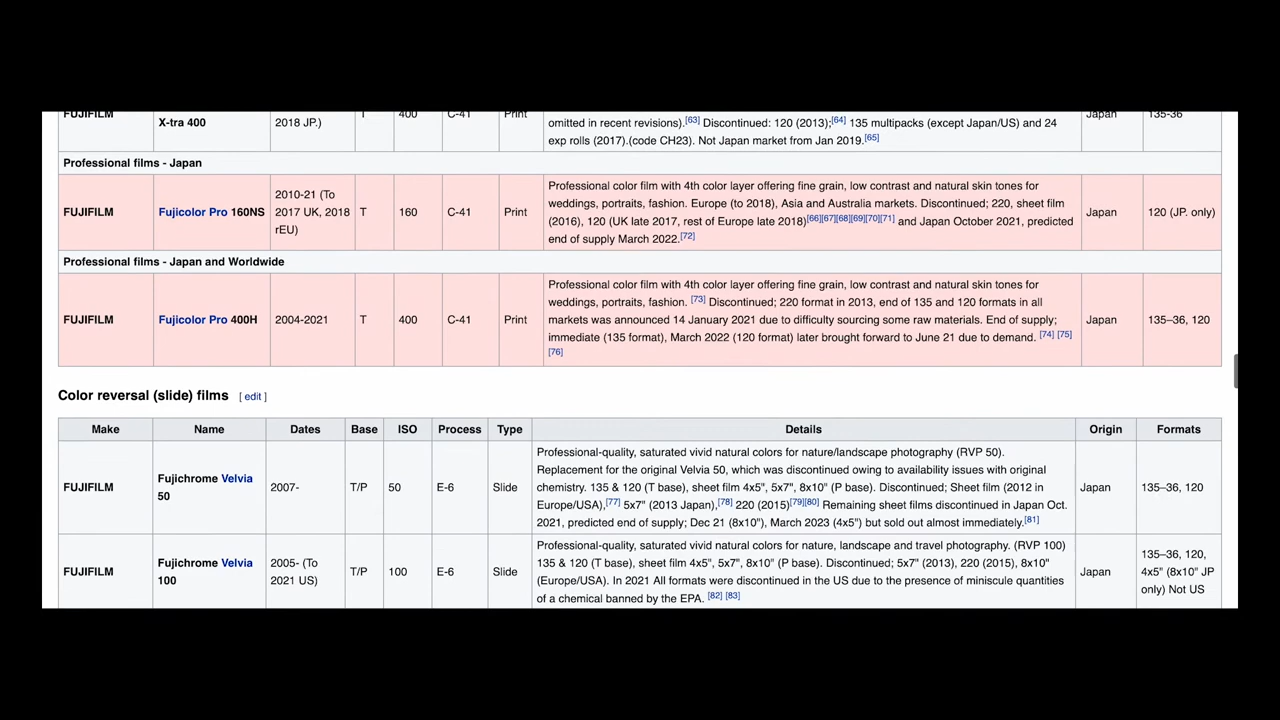 FUJIFILM X-tra 400 2018 JP.) T 400 C-41 Print omitted in recent revisions).[63] Discontinued: 120 (2013);[64] 135 multipacks (except Japan/US) and 24 Japan 135-36
exp rolls (2017).(code CH23). Not Japan market from Jan 2019.[65]
Professional films - Japan
FUJIFILM
Fujicolor Pro 160NS
2010-21 (To
2017 UK, 2018
rEU)
T
160
C-41
Print
Professional color film with 4th color layer offering fine grain, low contrast and natural skin tones for
weddings, portraits, fashion. Europe (to 2018), Asia and Australia markets. Discontinued; 220, sheet film
(2016), 120 (UK late 2017, rest of Europe late 2018)[66][67][68][69][70][71] and Japan October 2021, predicted
end of supply March 2022.[72]
Japan
120 (JP. only)
Professional films - Japan and Worldwide
FUJIFILM
Fujicolor Pro 400H
2004-2021
T
400
C-41
Print
Professional color film with 4th color layer offering fine grain, low contrast and natural skin tones for
weddings, portraits, fashion. [73] Discontinued; 220 format in 2013, end of 135 and 120 formats in all
markets was announced 14 January 2021 due to difficulty sourcing some raw materials. End of supply;
immediate (135 format), March 2022 (120 format) later brought forward to June 21 due to demand. [74] [75]
[76]
Japan
135–36, 120
Color reversal (slide) films [ edit ]
Make Name Dates Base ISO Process Type Details Origin Formats
FUJIFILM
Fujichrome Velvia
50
2007-
T/P
50
E-6
Slide
Professional-quality, saturated vivid natural colors for nature/landscape photography (RVP 50).
Replacement for the original Velvia 50, which was discontinued owing to availability issues with original
chemistry. 135 & 120 (T base), sheet film 4x5", 5x7", 8x10" (P base). Discontinued; Sheet film (2012 in
Europe/USA),[77] 5x7" (2013 Japan),[78] 220 (2015)[79][80] Remaining sheet films discontinued in Japan Oct.
2021, predicted end of supply; Dec 21 (8x10"), March 2023 (4x5") but sold out almost immediately.[81]
Japan
135–36, 120
FUJIFILM
Fujichrome Velvia
100
2005- (To
2021 US)
T/P
100
E-6
Slide
Professional-quality, saturated vivid natural colors for nature, landscape and travel photography. (RVP 100)
135 & 120 (T base), sheet film 4x5", 5x7", 8x10" (P base). Discontinued; 5x7" (2013), 220 (2015), 8x10"
(Europe/USA). In 2021 All formats were discontinued in the US due to the presence of miniscule quantities
of a chemical banned by the EPA. [82] [83]
Japan
135–36, 120,
4x5" (8x10" JP
only) Not US